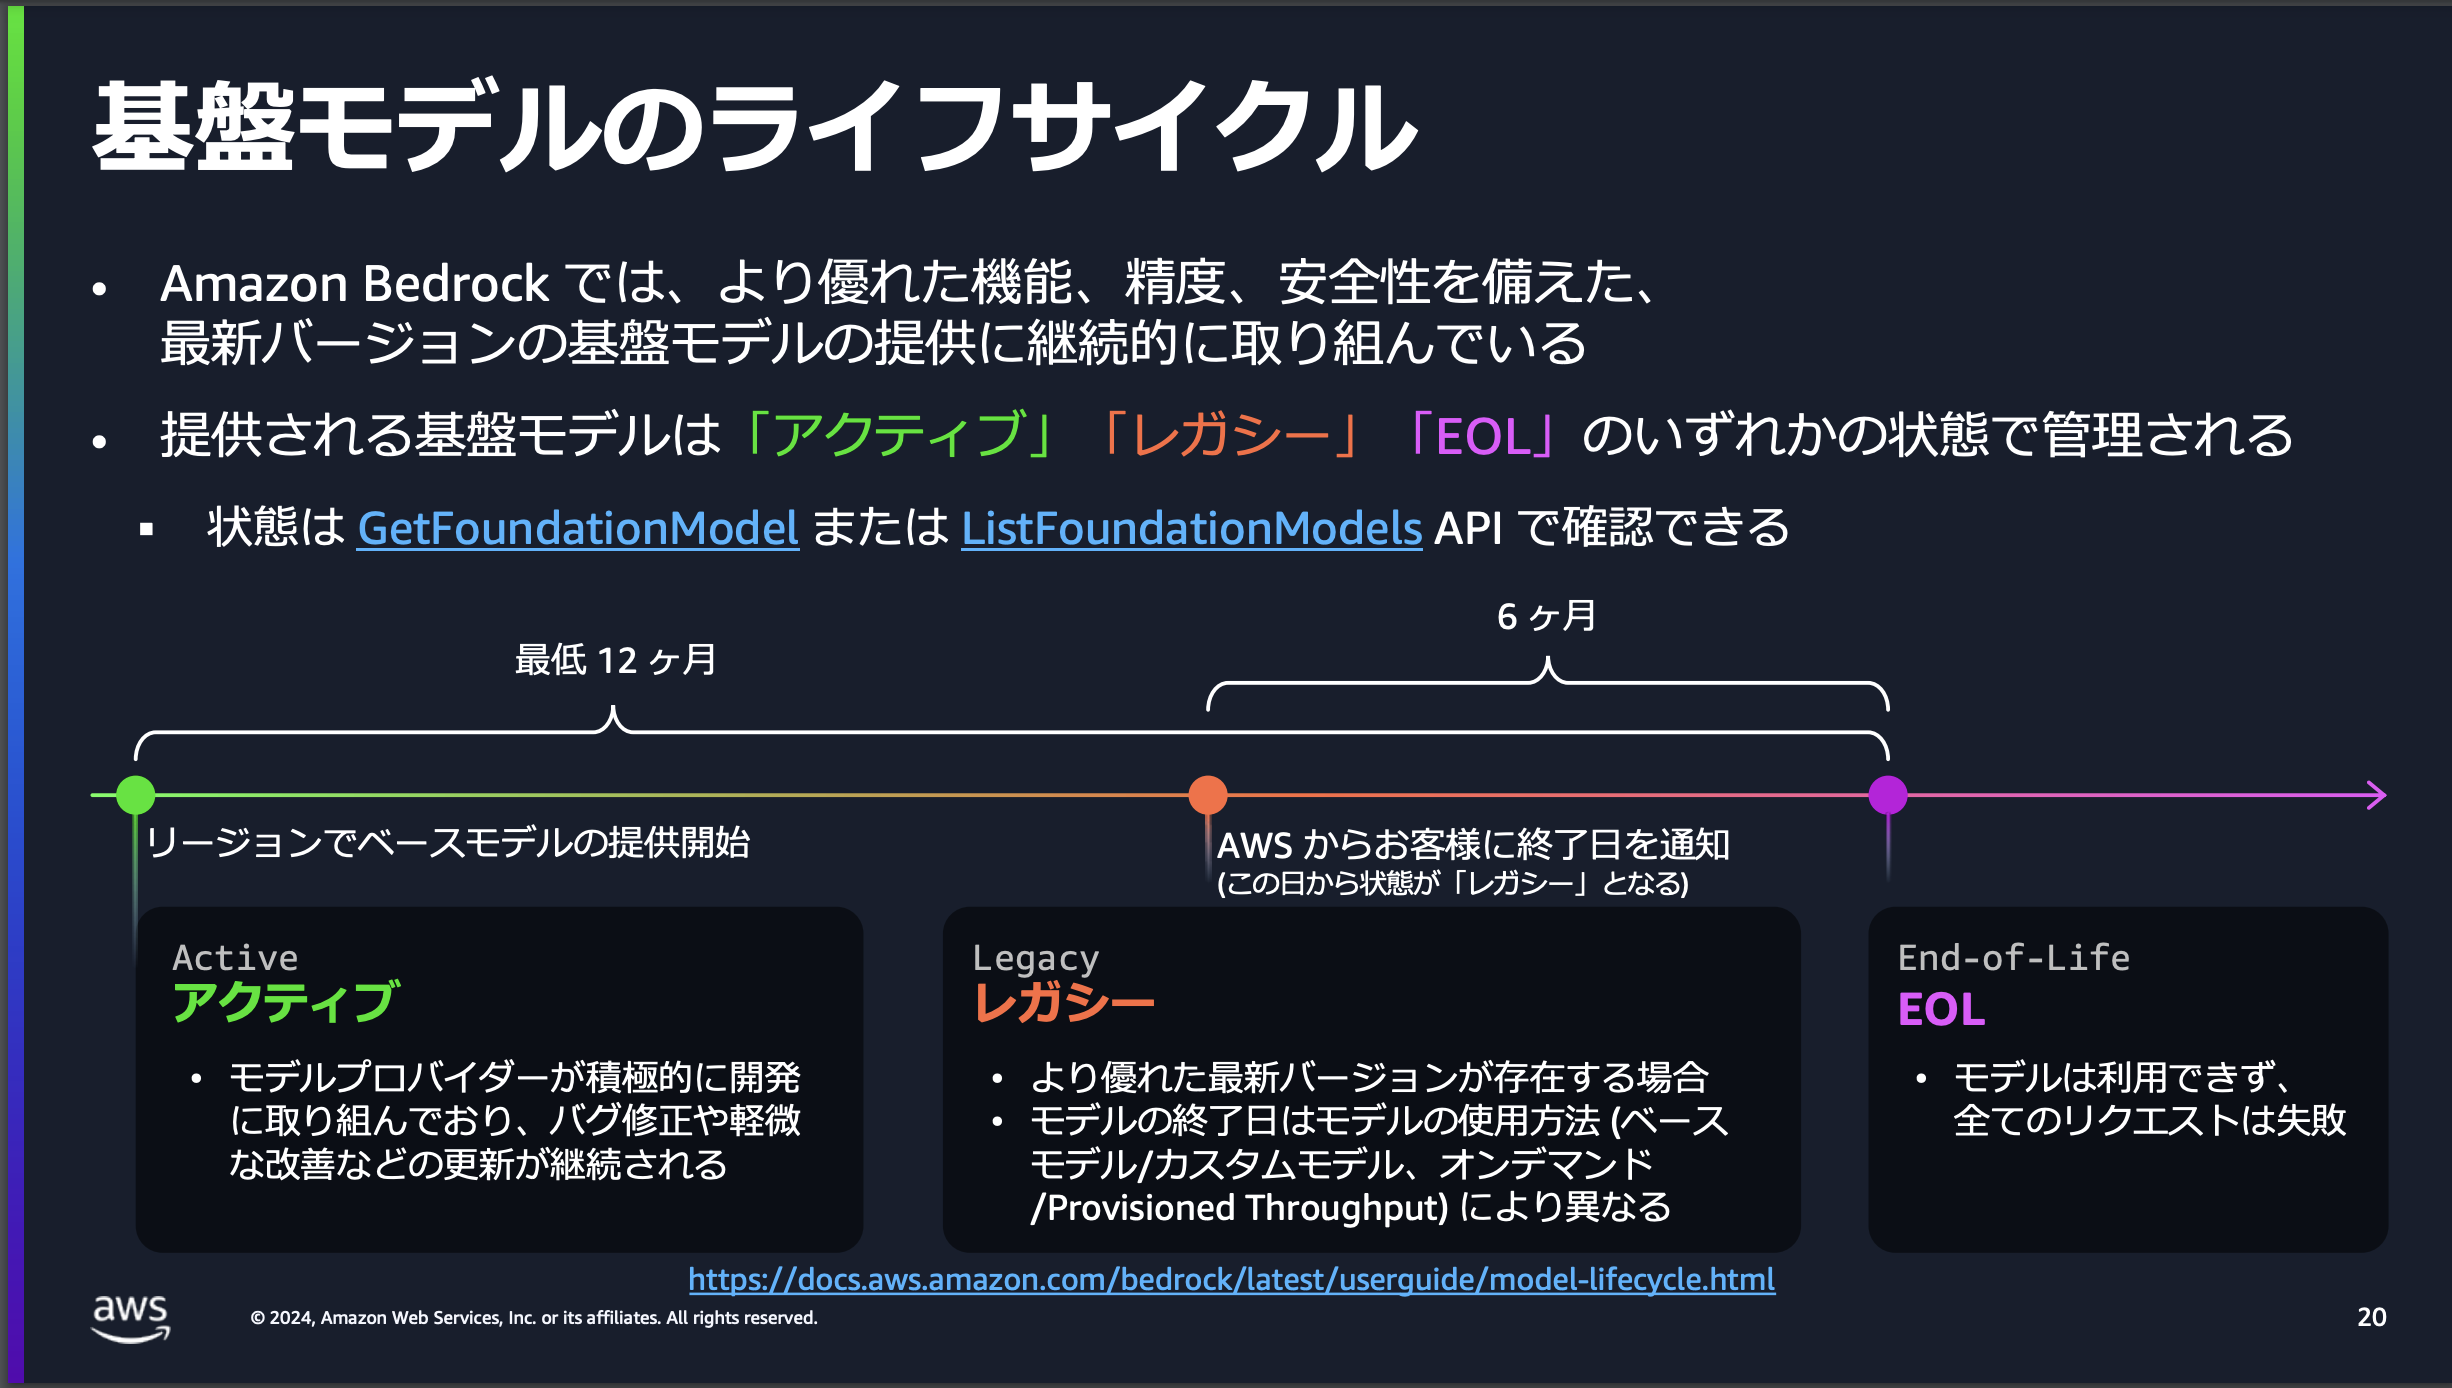 基盤モデルのライフサイクル
• Amazon Bedrock では、より優れた機能、精度、安全性を備えた、
最新バージョンの基盤モデルの提供に継続的に取り組んでいる
• 提供される基盤モデルは「アクティブ」「レガシー」「EOL」のいずれかの状態で管理される
▪ 状態は GetFoundationModel または ListFoundationModels API で確認できる
6 ヶ月
最低 12 ヶ月
リージョンでベースモデルの提供開始
AWS からお客様に終了日を通知
(この日から状態が「レガシー」となる)
Active
アクティブ
• モデルプロバイダーが積極的に開発
に取り組んでおり、バグ修正や軽微
な改善などの更新が継続される
Legacy
レガシー
• より優れた最新バージョンが存在する場合
• モデルの終了日はモデルの使用方法 (ベース
モデル/カスタムモデル、オンデマンド
/Provisioned Throughput) により異なる
End-of-Life
EOL
• モデルは利用できず、
全てのリクエストは失敗
https://docs.aws.amazon.com/bedrock/latest/userguide/model-lifecycle.html
aws
© 2024, Amazon Web Services, Inc. or its affiliates. All rights reserved.
20